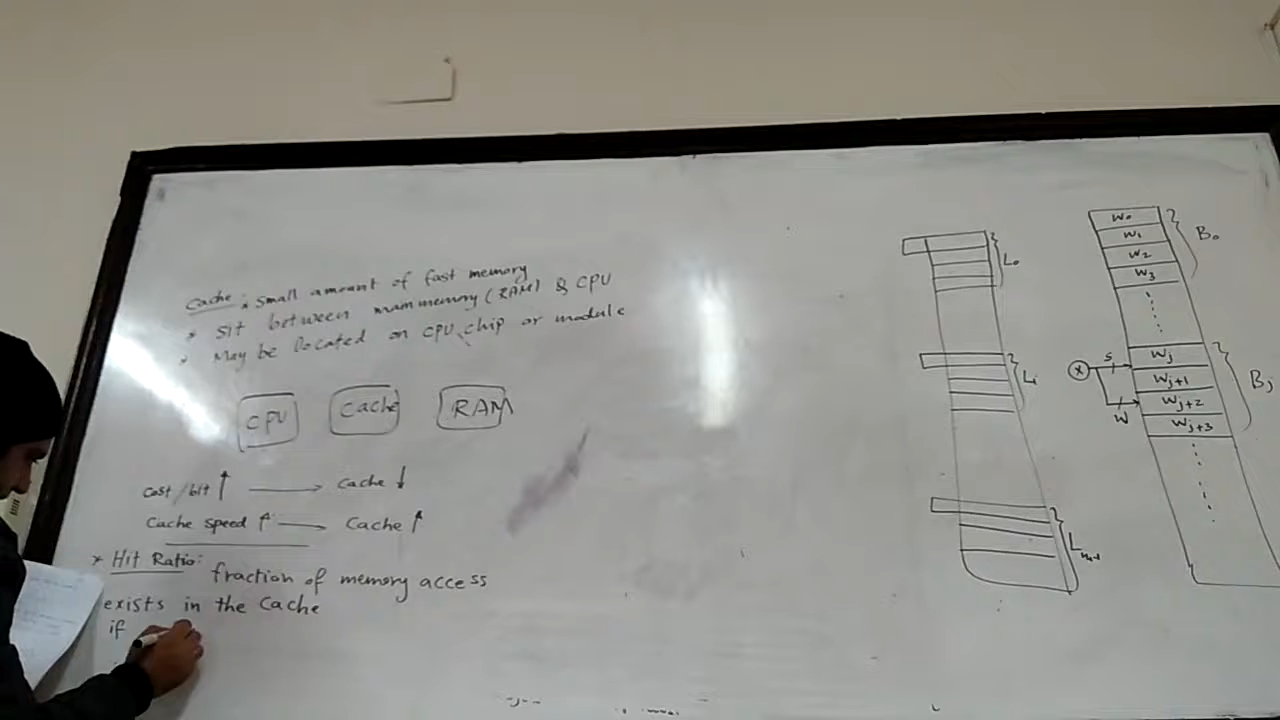 Cache : small amount of fast memory
* sit between main memory (RAM) & CPU
* May be located on CPU chip or module
CPU
Cache
RAM
Cost/bit ↑ → Cache ↓
Cache speed ↑ → Cache ↑
* Hit Ratio: fraction of memory access
exists in the Cache
if
L0
Li
W0
W1
W2
W3
B0
X
S
W
Wj
Wj+1
Wj+2
Wj+3
Bj